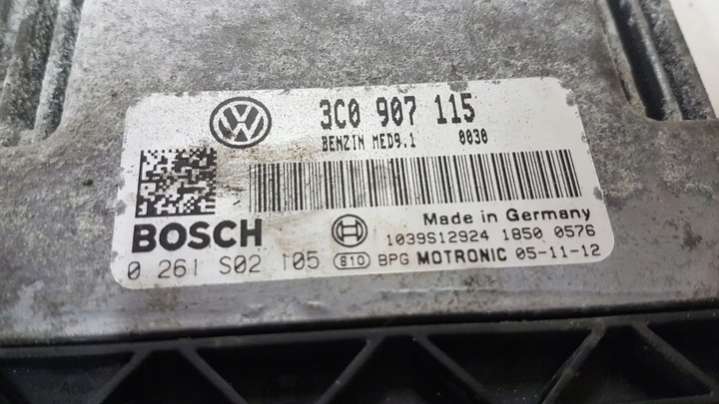 3C0 907 115
BENZIN MED9.1 0030
BOSCH
Made in Germany
1039S12924 1850 0576
0 261 S02 105 810 BPG MOTRONIC 05-11-12